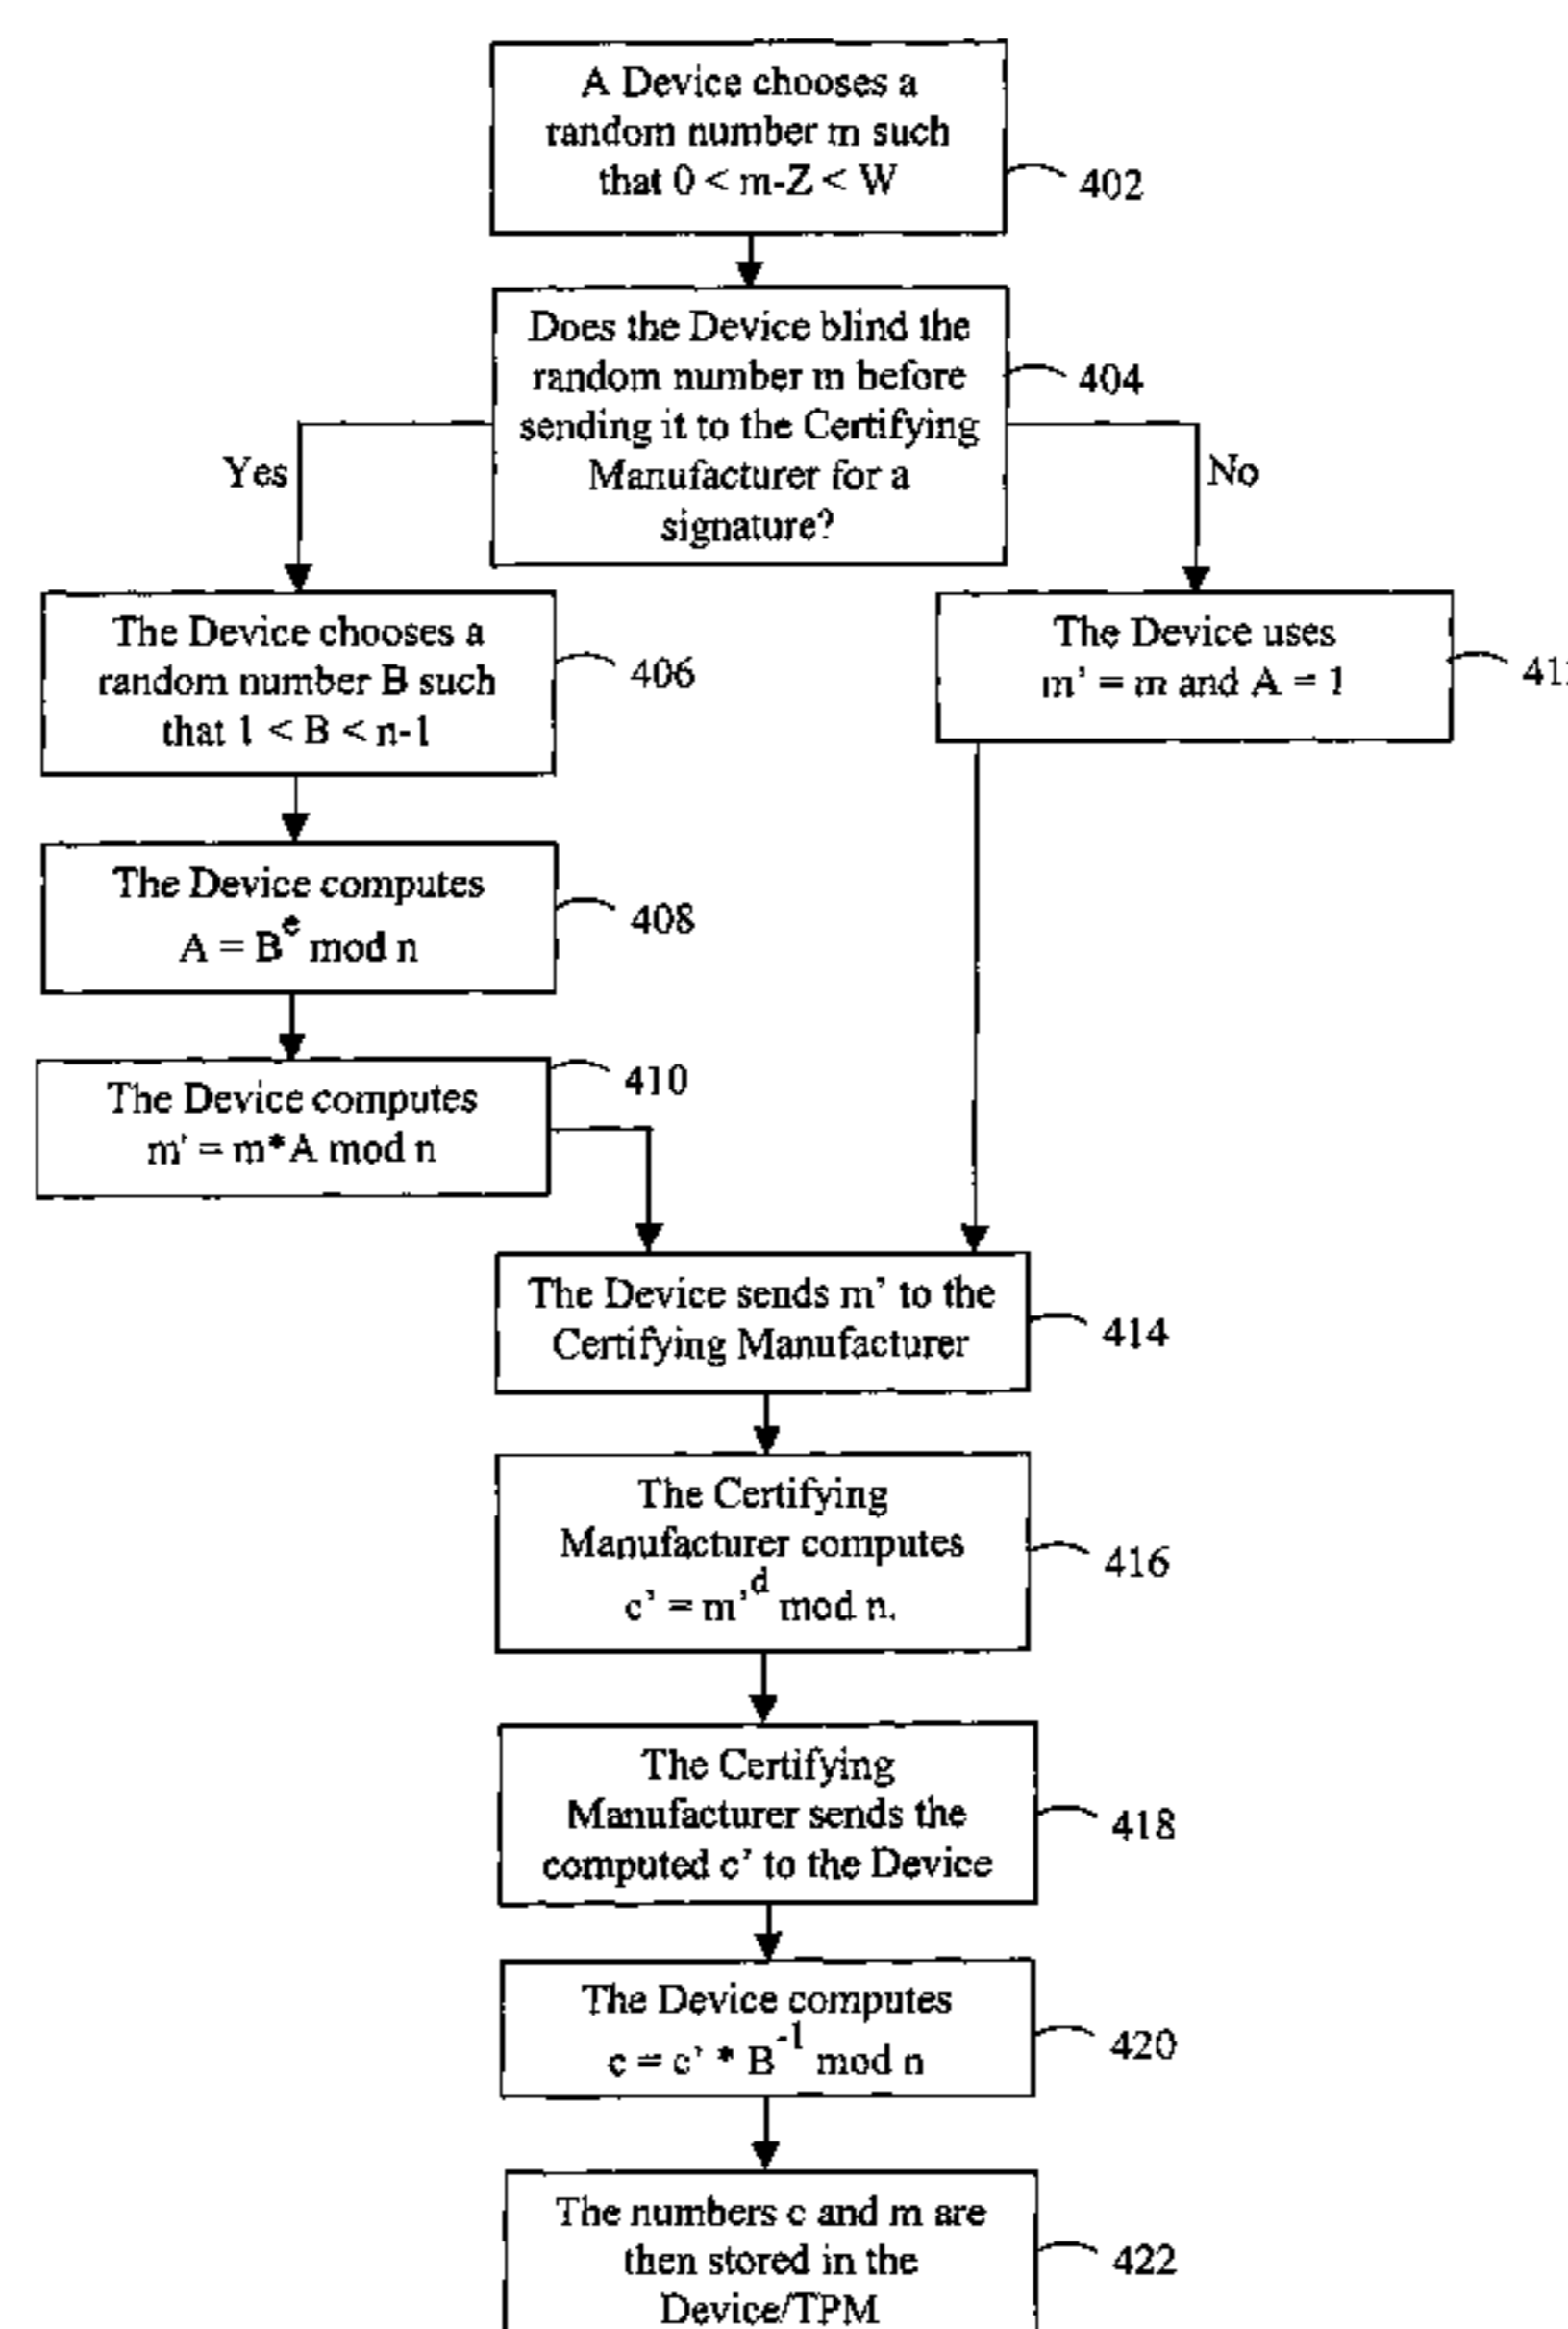 A Device chooses a
random number m such
that 0 < m-Z < W
402
Does the Device blind the
random number m before
sending it to the Certifying
Manufacturer for a
signature?
404
Yes
No
The Device chooses a
random number B such
that 1 < B < n-1
406
The Device uses
m’ = m and A = 1
The Device computes
A = B^e mod n
408
The Device computes
m' = m*A mod n
410
The Device sends m’ to the
Certifying Manufacturer
414
The Certifying
Manufacturer computes
c’ = m’^d mod n.
416
The Certifying
Manufacturer sends the
computed c’ to the Device
418
The Device computes
c = c’ * B^-1 mod n
420
The numbers c and m are
then stored in the
Device/TPM
422